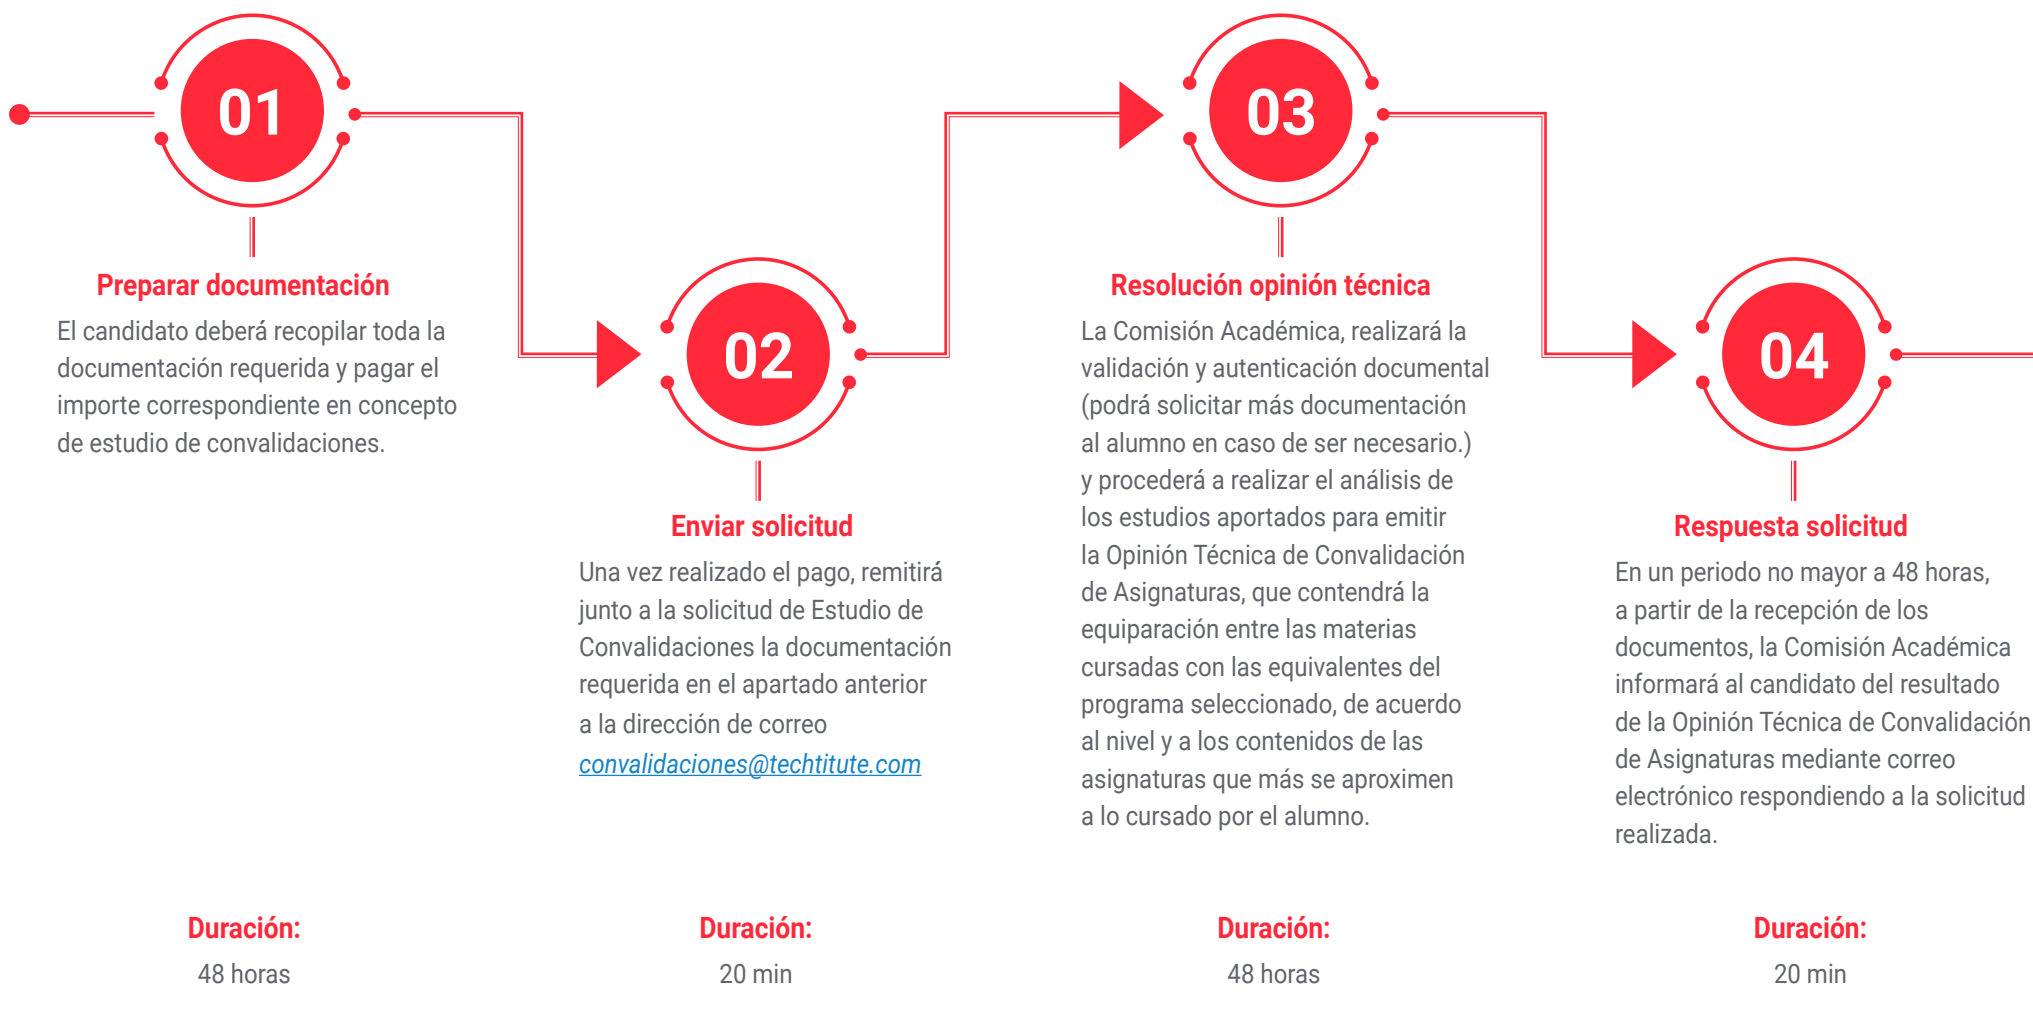 01
Preparar documentación
El candidato deberá recopilar toda la
documentación requerida y pagar el
importe correspondiente en concepto
de estudio de convalidaciones.
Duración:
48 horas
02
Enviar solicitud
Una vez realizado el pago, remitirá
junto a la solicitud de Estudio de
Convalidaciones la documentación
requerida en el apartado anterior
a la dirección de correo
convalidaciones@techtitute.com
Duración:
20 min
03
Resolución opinión técnica
La Comisión Académica, realizará la
validación y autenticación documental
(podrá solicitar más documentación
al alumno en caso de ser necesario.)
y procederá a realizar el análisis de
los estudios aportados para emitir
la Opinión Técnica de Convalidación
de Asignaturas, que contendrá la
equiparación entre las materias
cursadas con las equivalentes del
programa seleccionado, de acuerdo
al nivel y a los contenidos de las
asignaturas que más se aproximen
a lo cursado por el alumno.
Duración:
48 horas
04
Respuesta solicitud
En un periodo no mayor a 48 horas,
a partir de la recepción de los
documentos, la Comisión Académica
informará al candidato del resultado
de la Opinión Técnica de Convalidación
de Asignaturas mediante correo
electrónico respondiendo a la solicitud
realizada.
Duración:
20 min